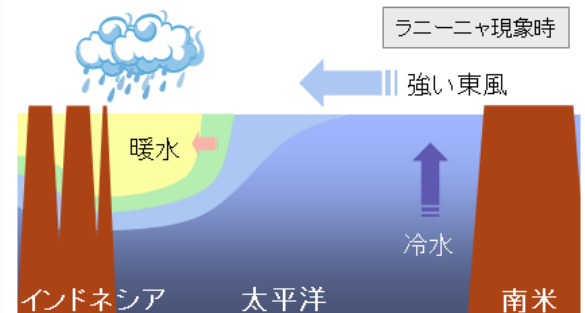 ラニーニャ現象時
強い東風
暖水
冷水
インドネシア
太平洋
南米